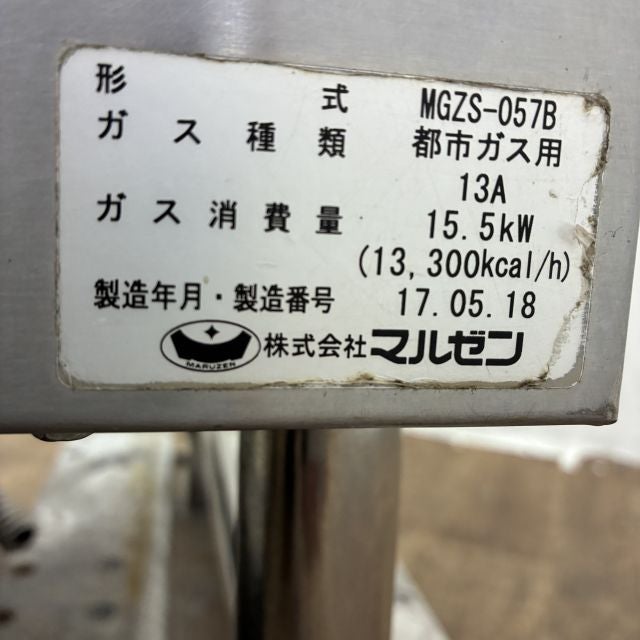 形式 MGZS-057B
ガス種類 都市ガス用
13A
ガス消費量 15.5kW
(13,300kcal/h)
製造年月・製造番号 17.05.18
MARUZEN 株式会社マルゼン